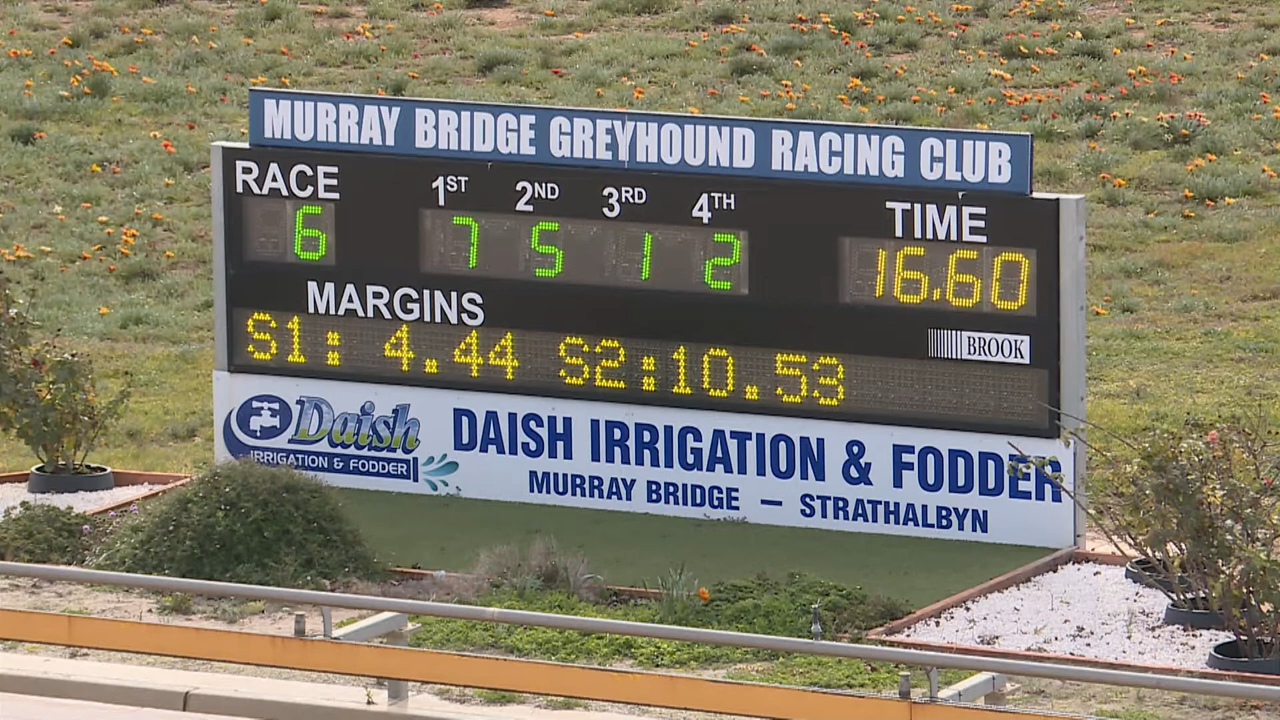 MURRAY BRIDGE GREYHOUND RACING CLUB
RACE 1ST 2ND 3RD 4TH TIME
6 7 5 1 2 16.60
MARGINS
BROOK
S1: 4.44 S2:10.53
Daish
IRRIGATION & FODDER
DAISH IRRIGATION & FODDER
MURRAY BRIDGE – STRATHALBYN